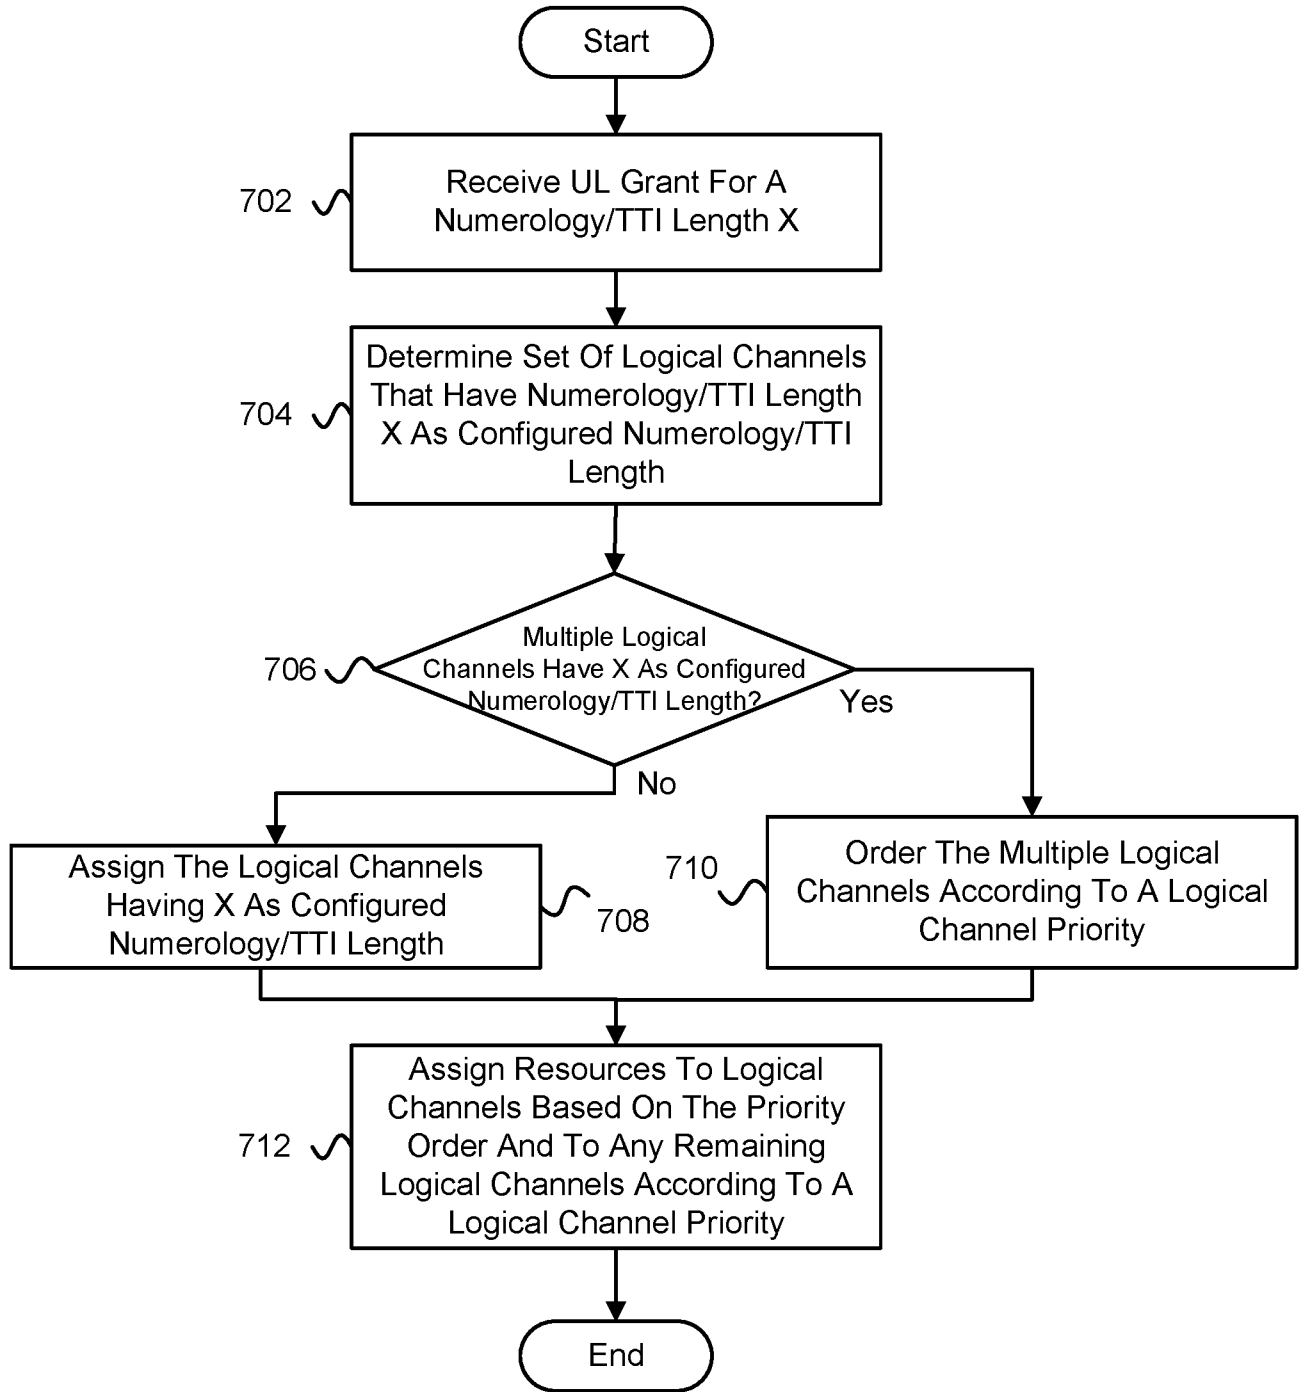 Start
702
Receive UL Grant For A
Numerology/TTI Length X
704
Determine Set Of Logical Channels
That Have Numerology/TTI Length
X As Configured Numerology/TTI
Length
706
Multiple Logical
Channels Have X As Configured
Numerology/TTI Length?
Yes
No
Assign The Logical Channels
Having X As Configured
Numerology/TTI Length
708
710
Order The Multiple Logical
Channels According To A Logical
Channel Priority
712
Assign Resources To Logical
Channels Based On The Priority
Order And To Any Remaining
Logical Channels According To A
Logical Channel Priority
End